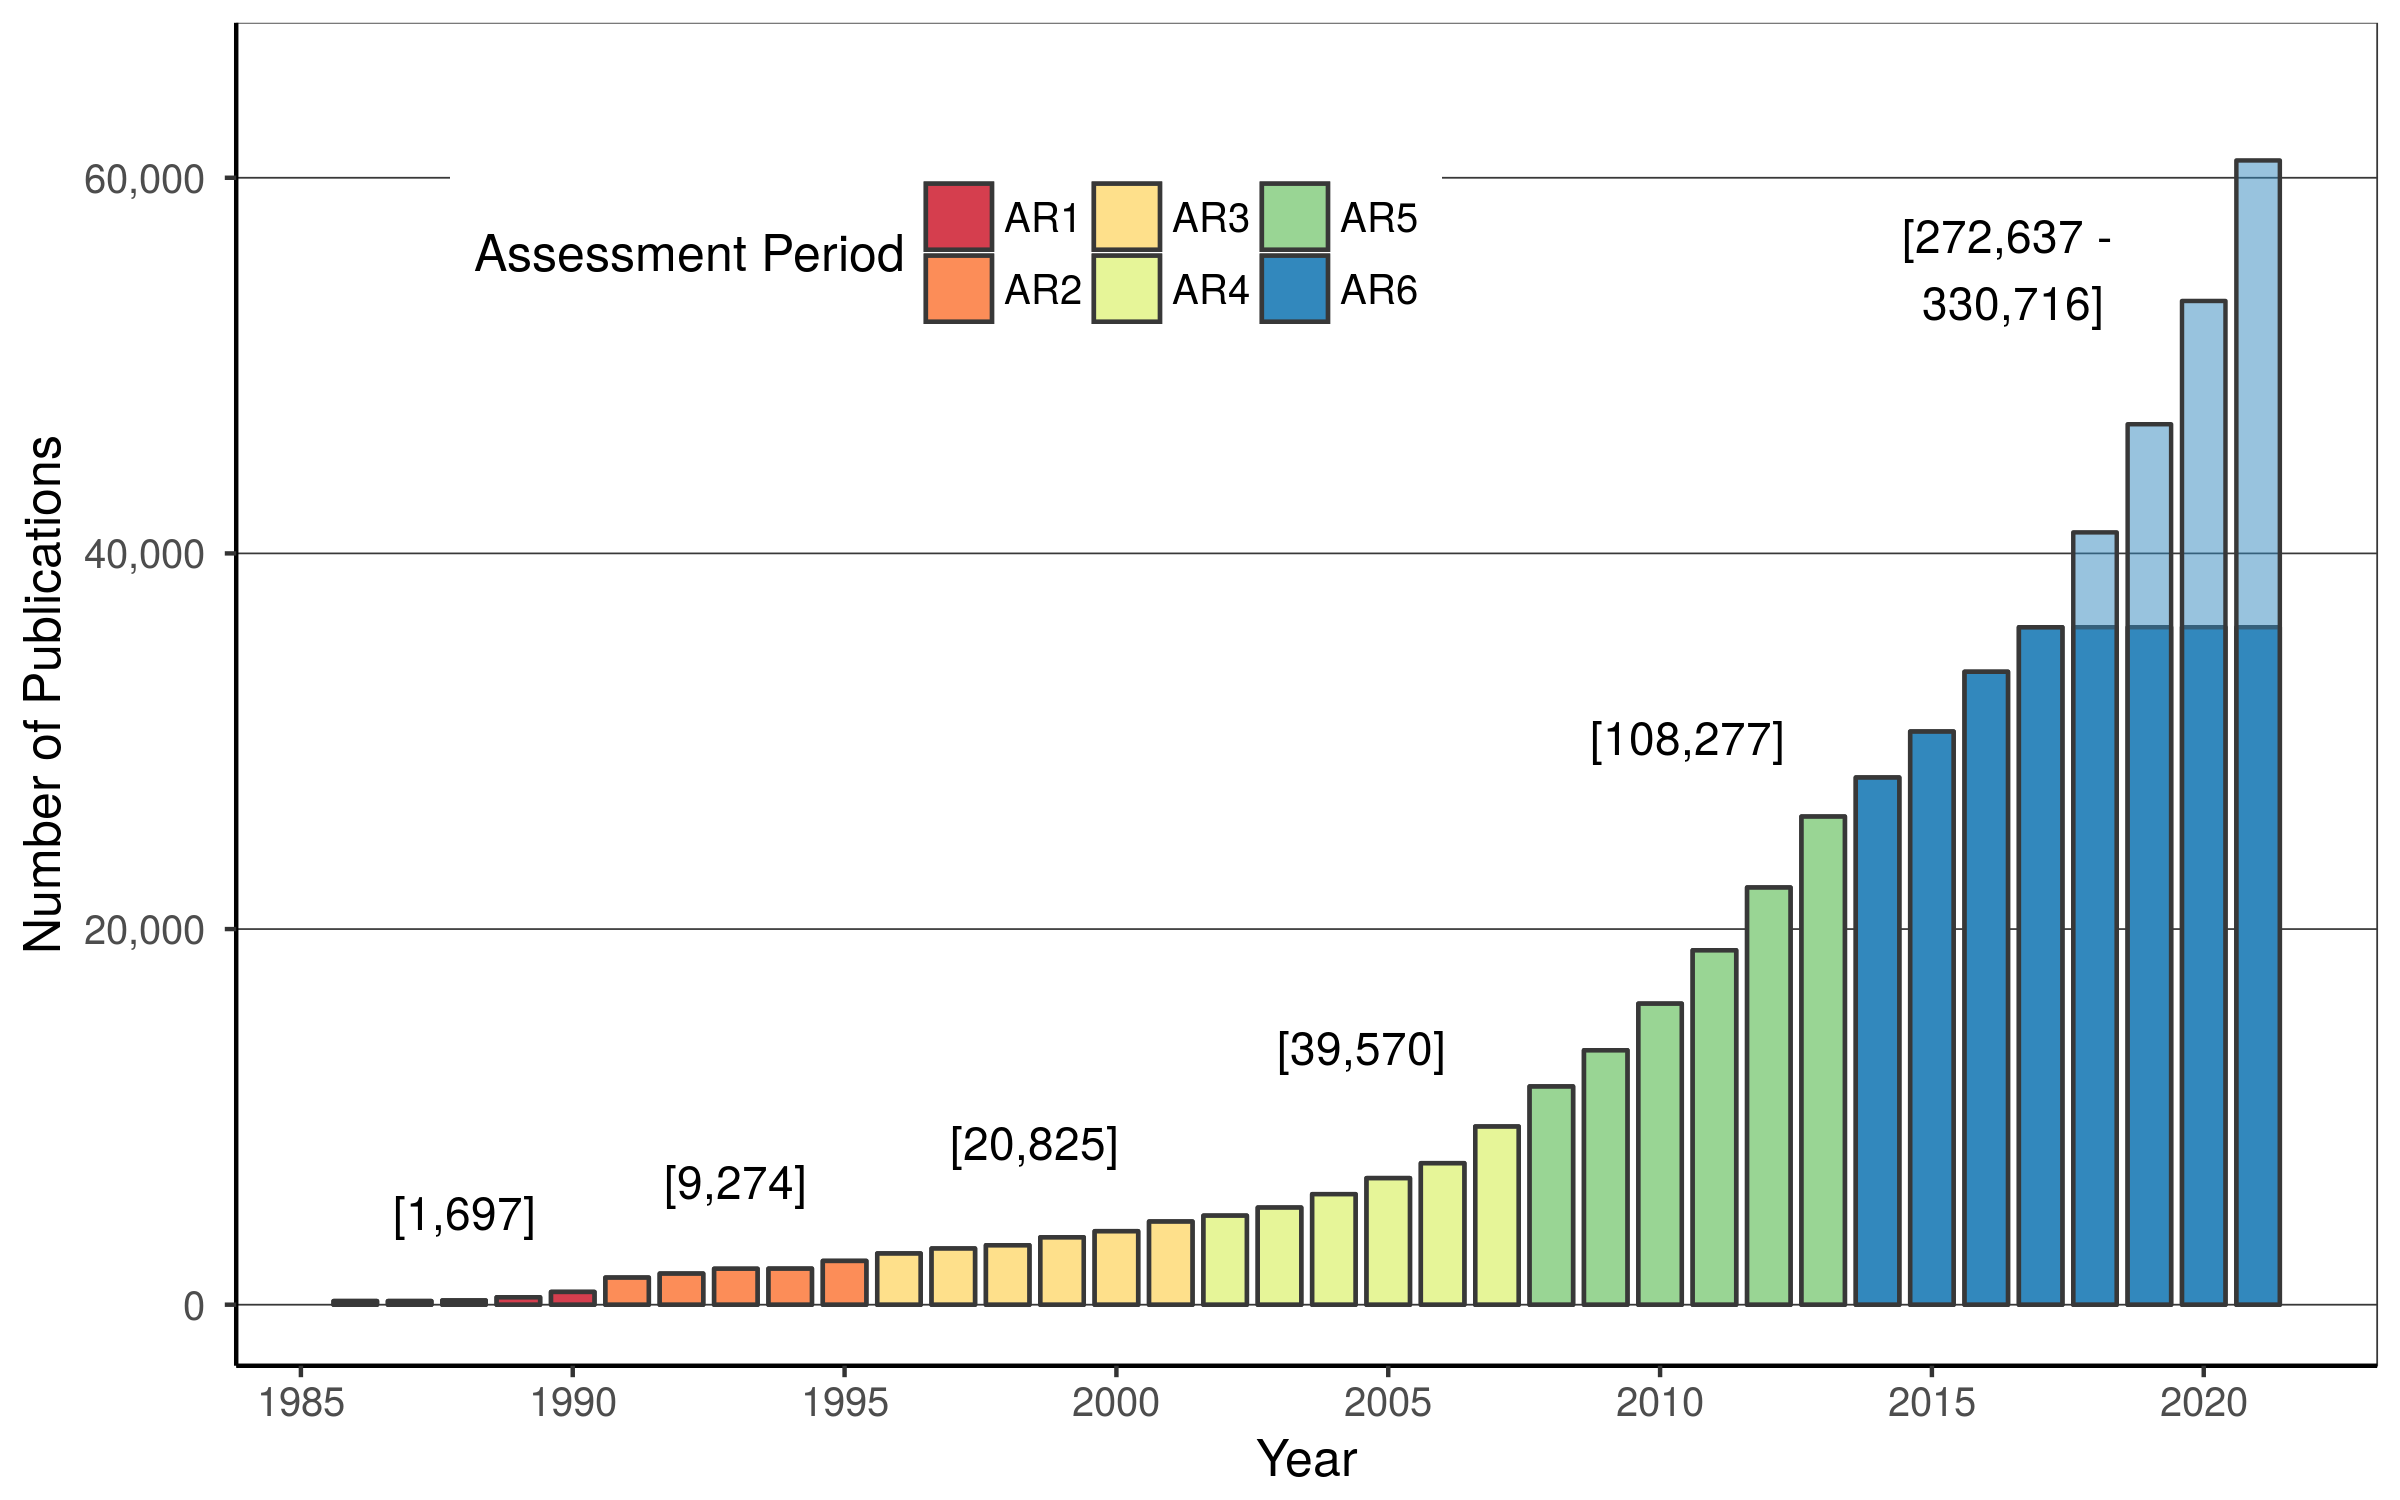 60,000
40,000
20,000
0
Number of Publications
Assessment Period
AR1 AR3 AR5
AR2 AR4 AR6
[272,637 -
330,716]
[108,277]
[39,570]
[20,825]
[9,274]
[1,697]
1985 1990 1995 2000 2005 2010 2015 2020
Year